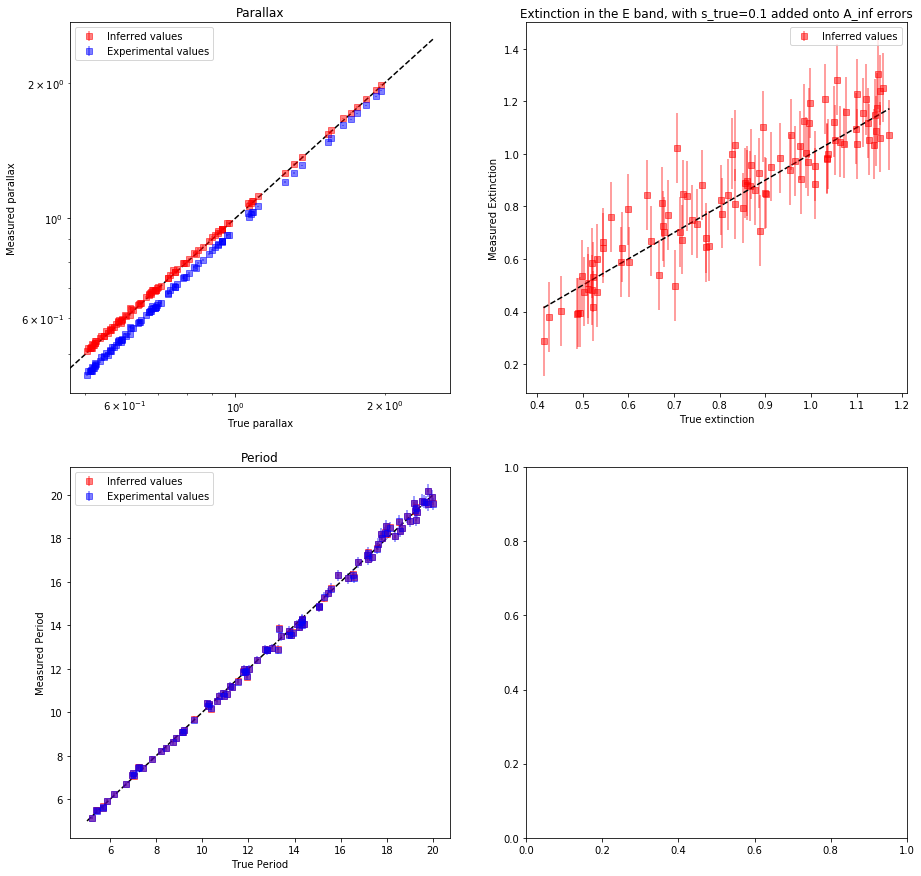 Parallax
Inferred values
Experimental values
2 × 10⁰
10⁰
6 × 10⁻¹
Measured parallax
6 × 10⁻¹
10⁰
2 × 10⁰
True parallax
Extinction in the E band, with s_true=0.1 added onto A_inf errors
Inferred values
1.4
1.2
1.0
0.8
0.6
0.4
0.2
Measured Extinction
0.4
0.5
0.6
0.7
0.8
0.9
1.0
1.1
1.2
True extinction
Period
Inferred values
Experimental values
20
18
16
14
12
10
8
6
Measured Period
6
8
10
12
14
16
18
20
True Period
1.0
0.8
0.6
0.4
0.2
0.0
0.0
0.2
0.4
0.6
0.8
1.0